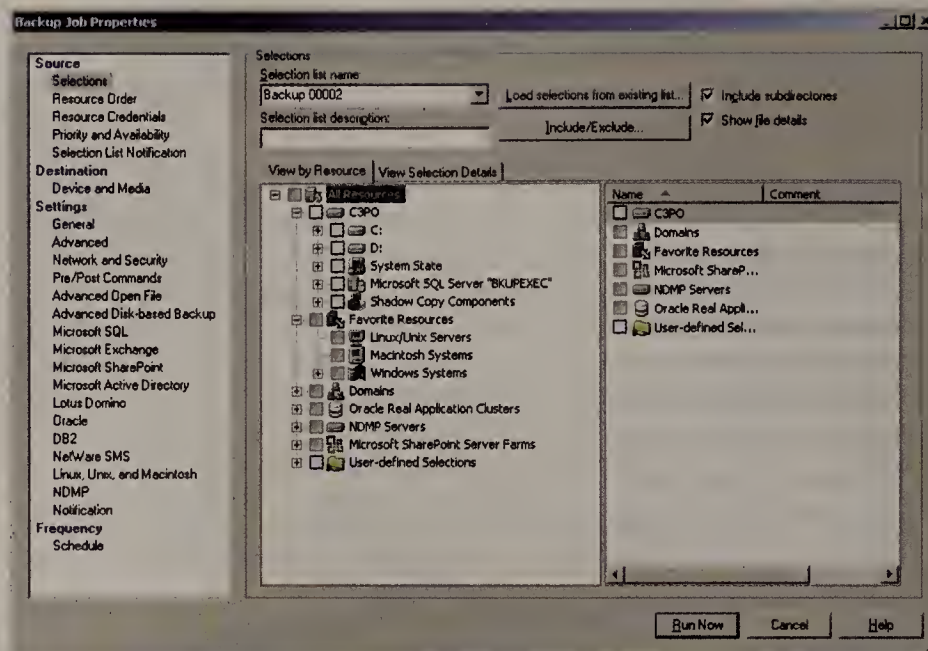 Backup Job Properties
Source
Selections
Resource Order
Resource Credentials
Priority and Availability
Selection List Notification
Destination
Device and Media
Settings
General
Advanced
Network and Security
Pre/Post Commands
Advanced Open File
Advanced Disk-based Backup
Microsoft SQL
Microsoft Exchange
Microsoft SharePoint
Microsoft Active Directory
Lotus Domino
Oracle
DB2
NetWare SMS
Linux, Unix, and Macintosh
NDMP
Notification
Frequency
Schedule
Selections
Selection list name
Backup 00002
Load selections from existing list...
Include subdirectories
Selection list description:
Include/Exclude...
Show file details
View by Resource
View Selection Details
All Resources
C3PO
C:
D:
System State
Microsoft SQL Server "BKUPEXEC"
Shadow Copy Components
Favorite Resources
Linux/Unix Servers
Macintosh Systems
Windows Systems
Domains
Oracle Real Application Clusters
NDMP Servers
Microsoft SharePoint Server Farms
User-defined Selections
Name
Comment
C3PO
Domains
Favorite Resources
Microsoft ShareP...
NDMP Servers
Oracle Real Appli...
User-defined Sel...
Run Now
Cancel
Help